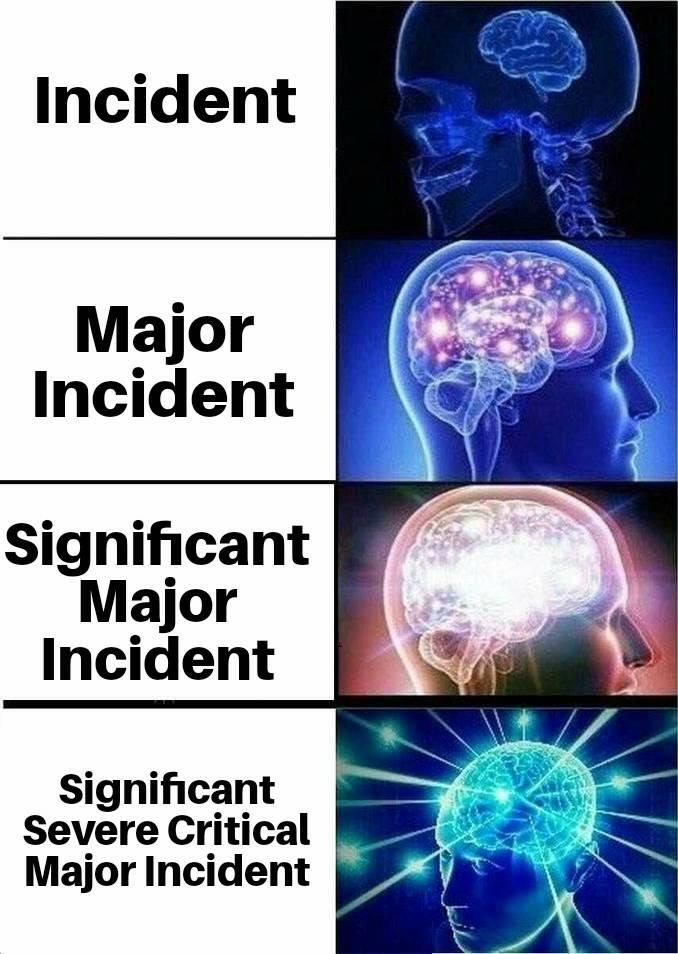 Incident
Major
Incident
Significant
Major
Incident
Significant
Severe Critical
Major Incident